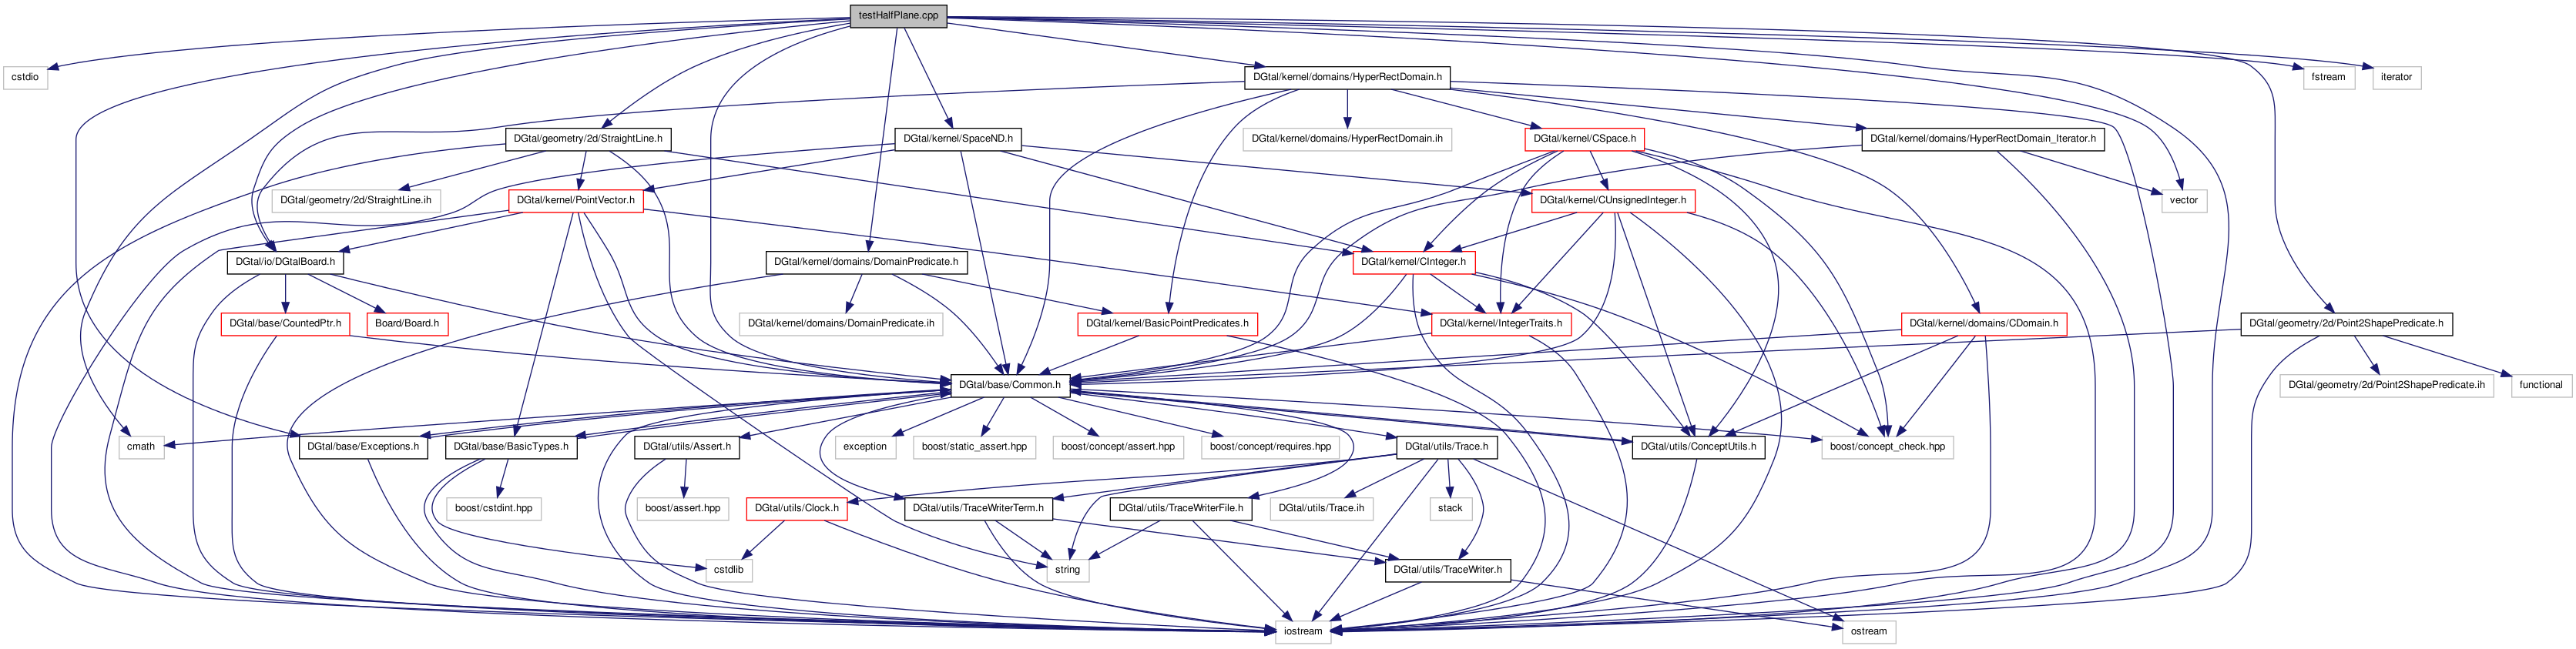 testHalfPlane.cpp
cstdio
DGtal/kernel/domains/HyperRectDomain.h
fstream
iterator
DGtal/geometry/2d/StraightLine.h
DGtal/kernel/SpaceND.h
DGtal/kernel/domains/HyperRectDomain.ih
DGtal/kernel/CSpace.h
DGtal/kernel/domains/HyperRectDomain_Iterator.h
DGtal/geometry/2d/StraightLine.ih
DGtal/kernel/PointVector.h
DGtal/kernel/CUnsignedInteger.h
vector
DGtal/io/DGtalBoard.h
DGtal/kernel/domains/DomainPredicate.h
DGtal/kernel/CInteger.h
DGtal/base/CountedPtr.h
Board/Board.h
DGtal/kernel/domains/DomainPredicate.ih
DGtal/kernel/BasicPointPredicates.h
DGtal/kernel/IntegerTraits.h
DGtal/kernel/domains/CDomain.h
DGtal/geometry/2d/Point2ShapePredicate.h
DGtal/base/Common.h
DGtal/geometry/2d/Point2ShapePredicate.ih
functional
cmath
DGtal/base/Exceptions.h
DGtal/base/BasicTypes.h
DGtal/utils/Assert.h
exception
boost/static_assert.hpp
boost/concept/assert.hpp
boost/concept/requires.hpp
DGtal/utils/Trace.h
DGtal/utils/ConceptUtils.h
boost/concept_check.hpp
boost/cstdint.hpp
boost/assert.hpp
DGtal/utils/Clock.h
DGtal/utils/TraceWriterTerm.h
DGtal/utils/TraceWriterFile.h
DGtal/utils/Trace.ih
stack
cstdlib
string
DGtal/utils/TraceWriter.h
iostream
ostream